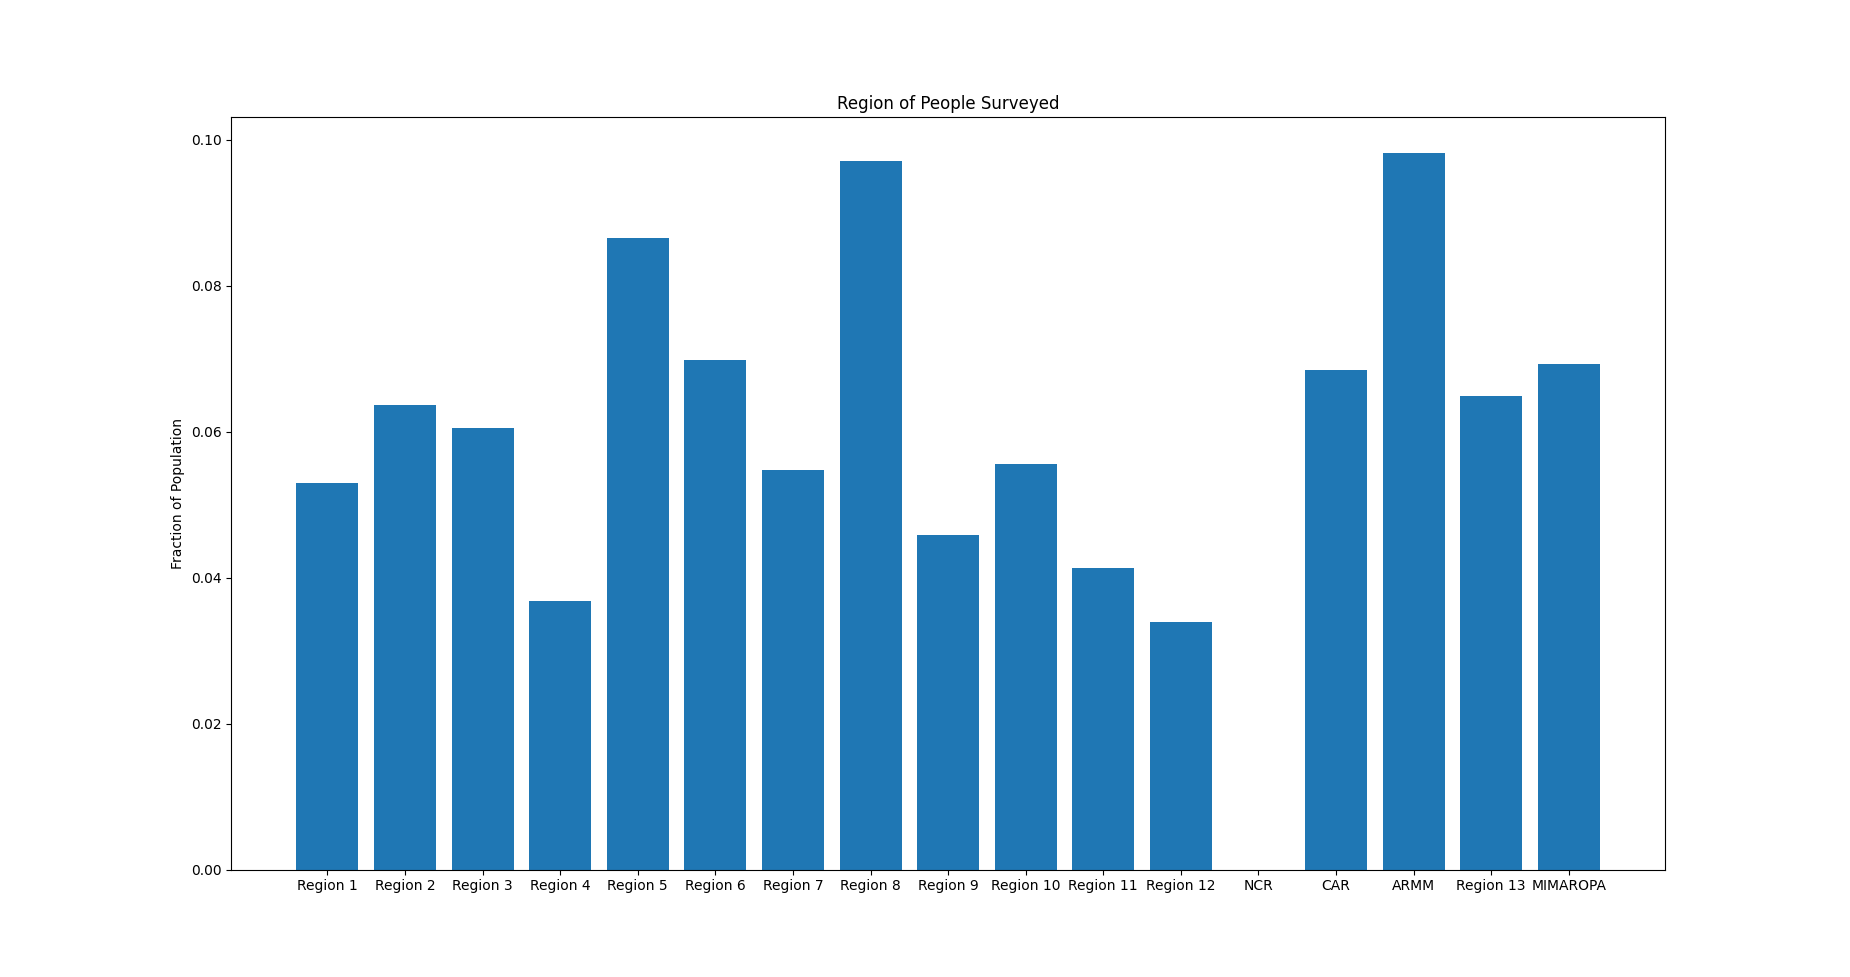 Region of People Surveyed
Fraction of Population
0.10
0.08
0.06
0.04
0.02
0.00
Region 1 Region 2 Region 3 Region 4 Region 5 Region 6 Region 7 Region 8 Region 9 Region 10 Region 11 Region 12 NCR CAR ARMM Region 13 MIMAROPA